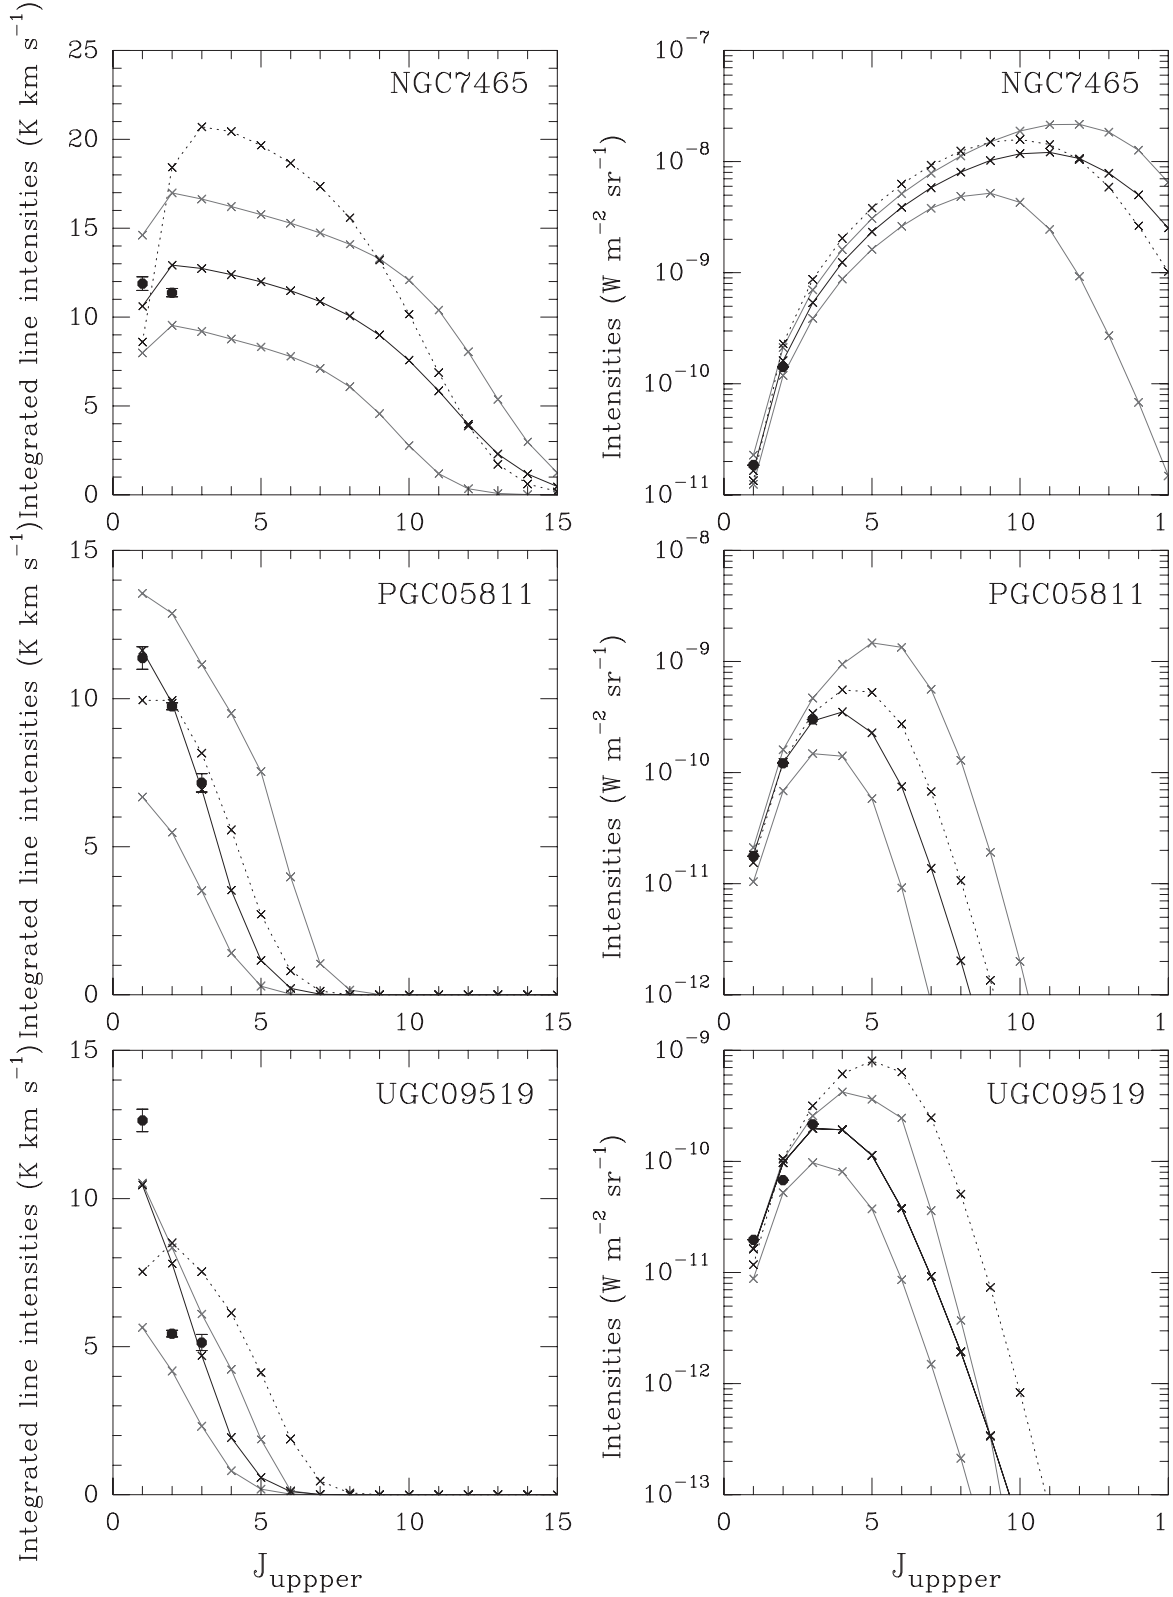 Integrated line intensities (K km s⁻¹)
25
20
15
10
5
0
NGC7465
0 5 10 15
Intensities (W m⁻² sr⁻¹)
10⁻⁷
10⁻⁸
10⁻⁹
10⁻¹⁰
10⁻¹¹
NGC7465
0 5 10 1
Integrated line intensities (K km s⁻¹)
15
10
5
0
PGC05811
0 5 10 15
Intensities (W m⁻² sr⁻¹)
10⁻⁸
10⁻⁹
10⁻¹⁰
10⁻¹¹
10⁻¹²
PGC05811
0 5 10 1
Integrated line intensities (K km s⁻¹)
15
10
5
0
UGC09519
0 5 10 15
J_uppper
Intensities (W m⁻² sr⁻¹)
10⁻⁹
10⁻¹⁰
10⁻¹¹
10⁻¹²
10⁻¹³
UGC09519
0 5 10 1
J_uppper